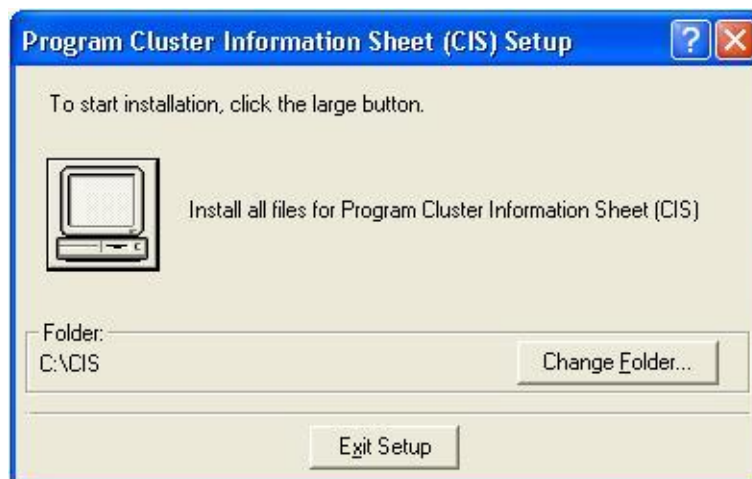 Program Cluster Information Sheet (CIS) Setup
To start installation, click the large button.
Install all files for Program Cluster Information Sheet (CIS)
Folder:
C:\CIS
Change Folder...
Exit Setup